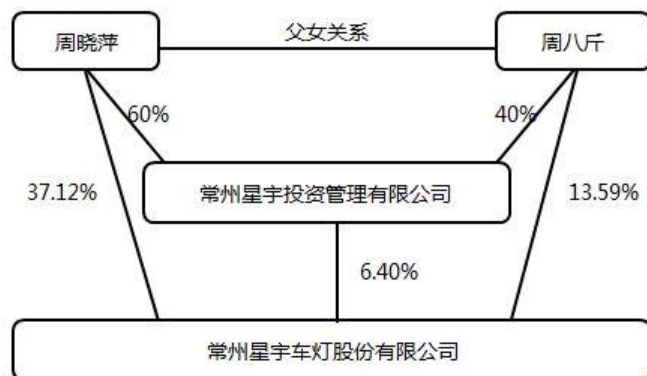 父女关系
周晓萍
周八斤
60%
40%
37.12%
常州星宇投资管理有限公司
13.59%
6.40%
常州星宇车灯股份有限公司